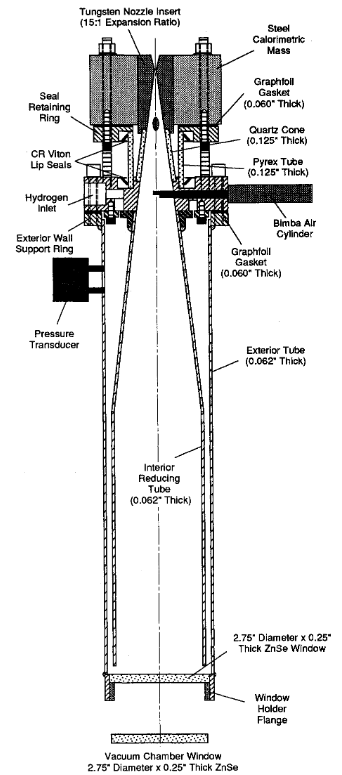 Tungsten Nozzle Insert
(15:1 Expansion Ratio)
Steel
Calorimetric
Mass
Seal
Retaining
Ring
Graphfoil
Gasket
(0.060" Thick)
Quartz Cone
(0.125" Thick)
CR Viton
Lip Seals
Pyrex Tube
(0.125" Thick)
Hydrogen
Inlet
Bimba Air
Cylinder
Exterior Wall
Support Ring
Graphfoil
Gasket
(0.060" Thick)
Pressure
Transducer
Exterior Tube
(0.062" Thick)
Interior
Reducing
Tube
(0.062" Thick)
2.75" Diameter x 0.25"
Thick ZnSe Window
Window
Holder
Flange
Vacuum Chamber Window
2.75" Diameter x 0.25" Thick ZnSe